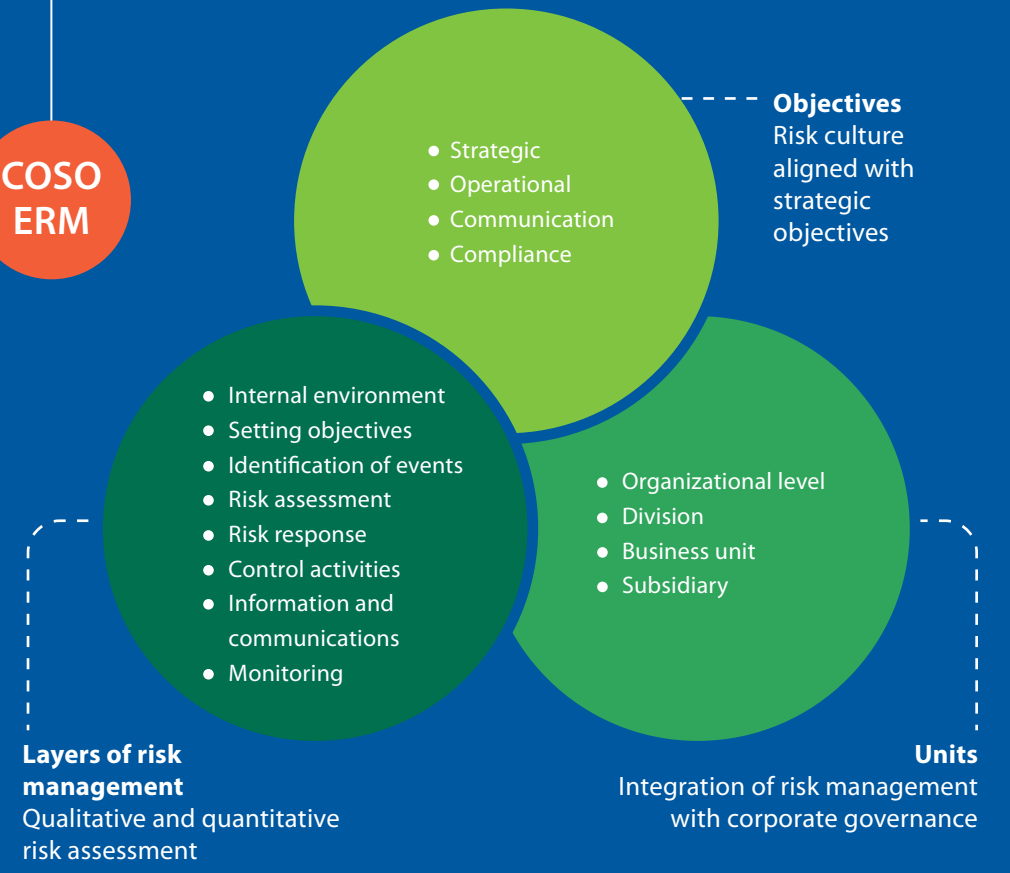 COSO
ERM
• Strategic
• Operational
• Communication
• Compliance
Objectives
Risk culture
aligned with
strategic
objectives
• Internal environment
• Setting objectives
• Identification of events
• Risk assessment
• Risk response
• Control activities
• Information and
communications
• Monitoring
• Organizational level
• Division
• Business unit
• Subsidiary
Layers of risk
management
Qualitative and quantitative
risk assessment
Units
Integration of risk management
with corporate governance